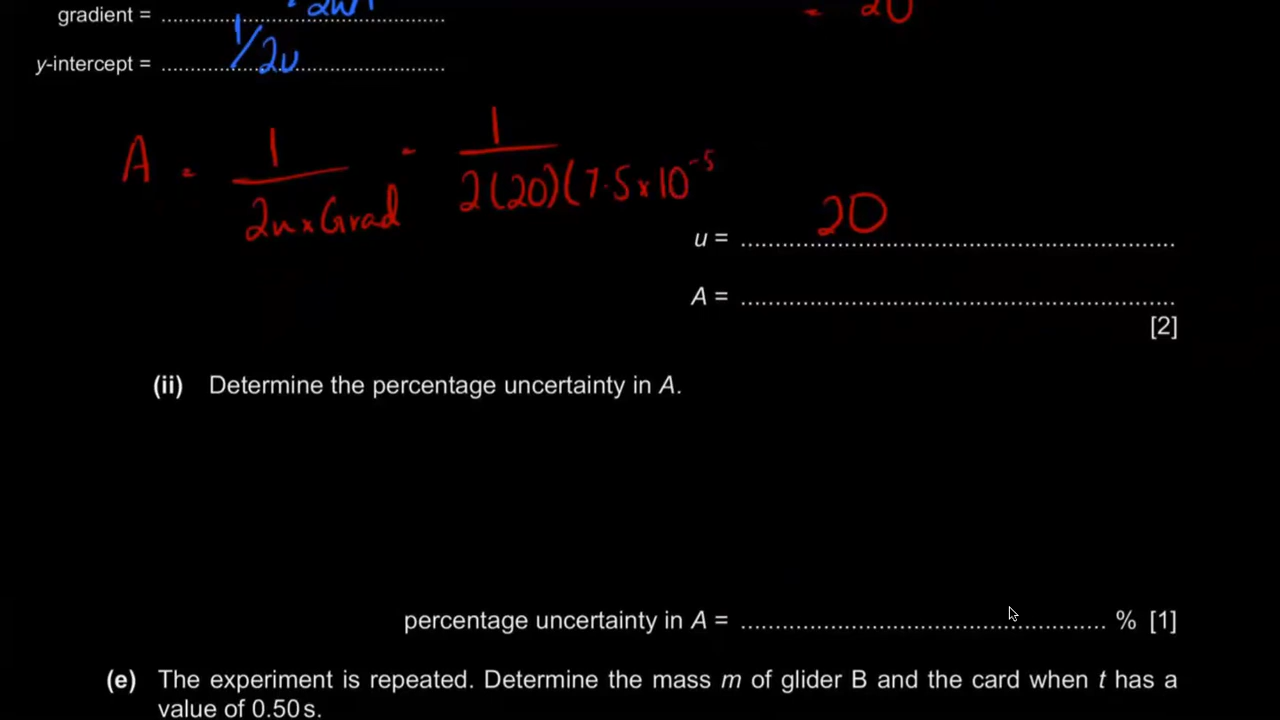 gradient = ..........
= 20
y-intercept = .......... 1/2u
A = 1 / 2u × Grad = 1 / 2(20)(7.5×10^-5
u = .......... 20
A = ..........
[2]
(ii) Determine the percentage uncertainty in A.
percentage uncertainty in A = .......... % [1]
(e) The experiment is repeated. Determine the mass m of glider B and the card when t has a
value of 0.50 s.